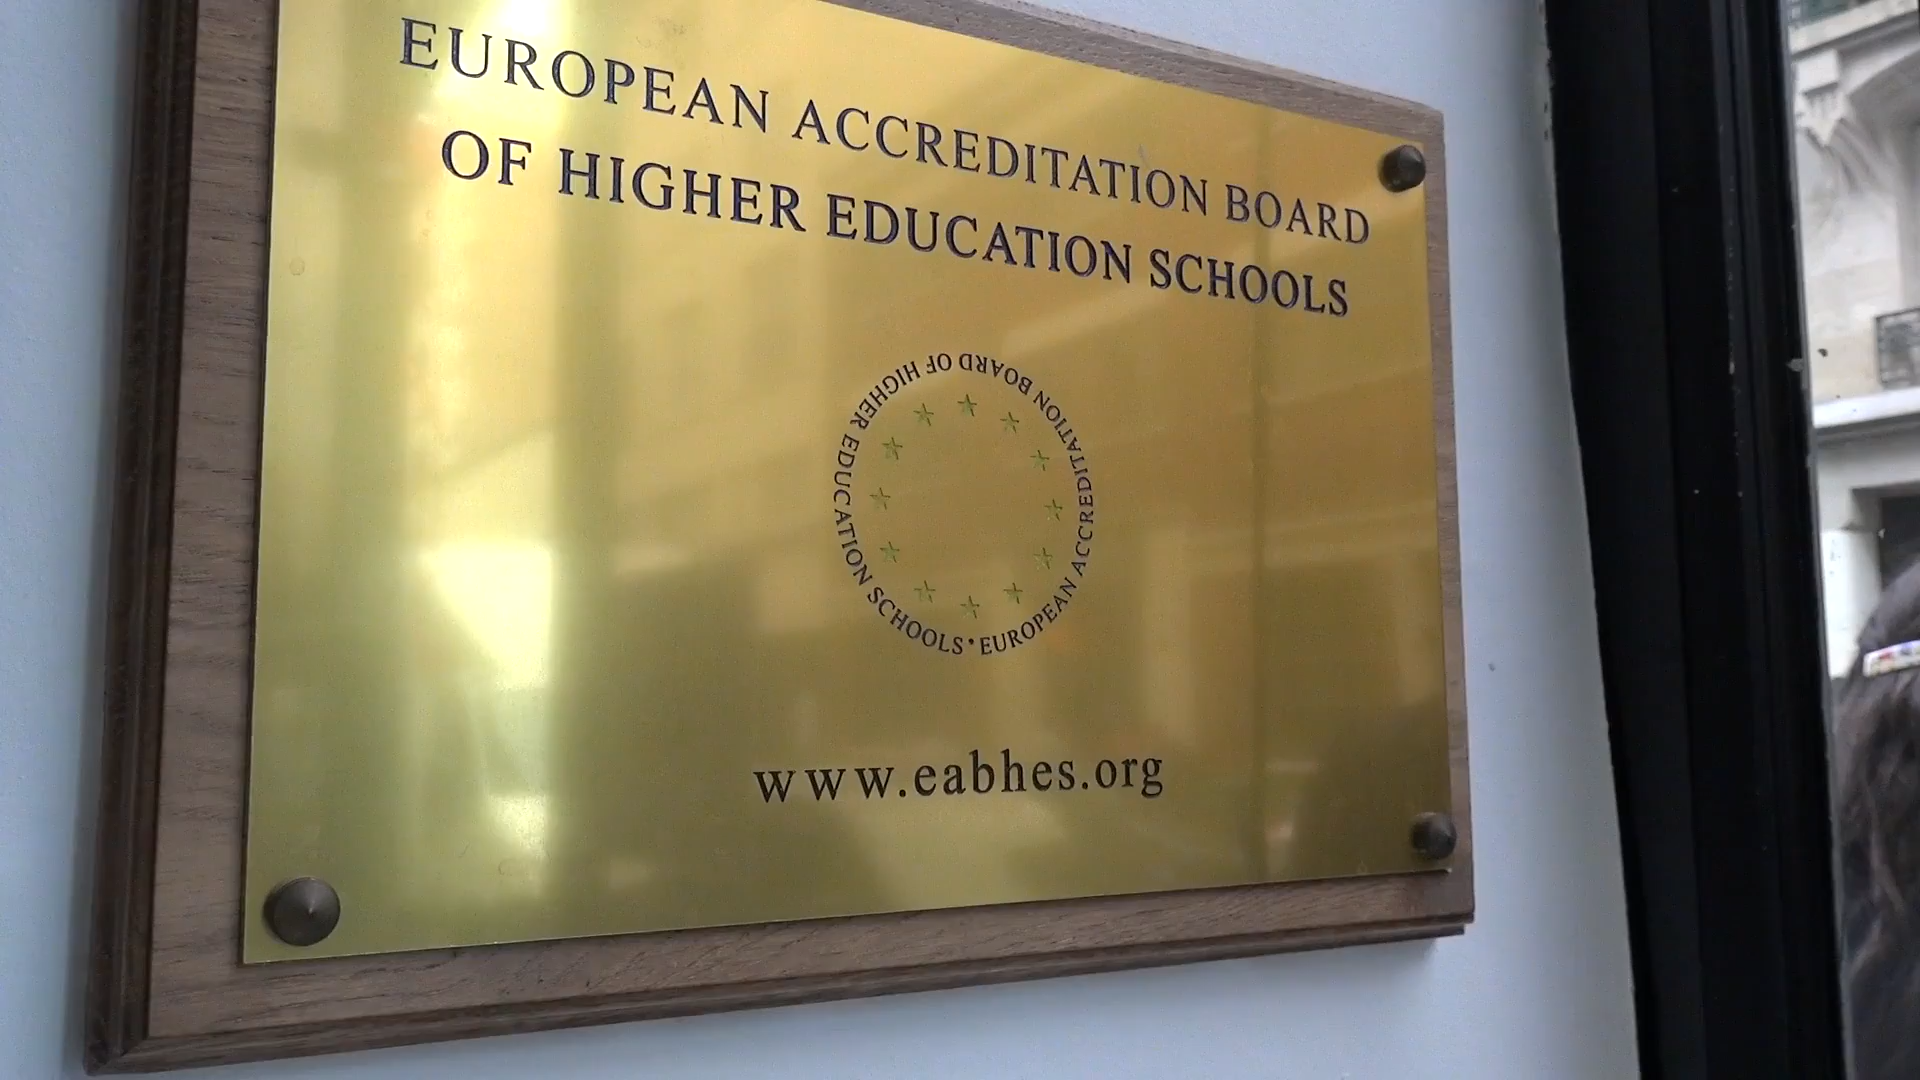 EUROPEAN ACCREDITATION BOARD
OF HIGHER EDUCATION SCHOOLS
EUROPEAN ACCREDITATION BOARD OF HIGHER EDUCATION SCHOOLS •
www.eabhes.org